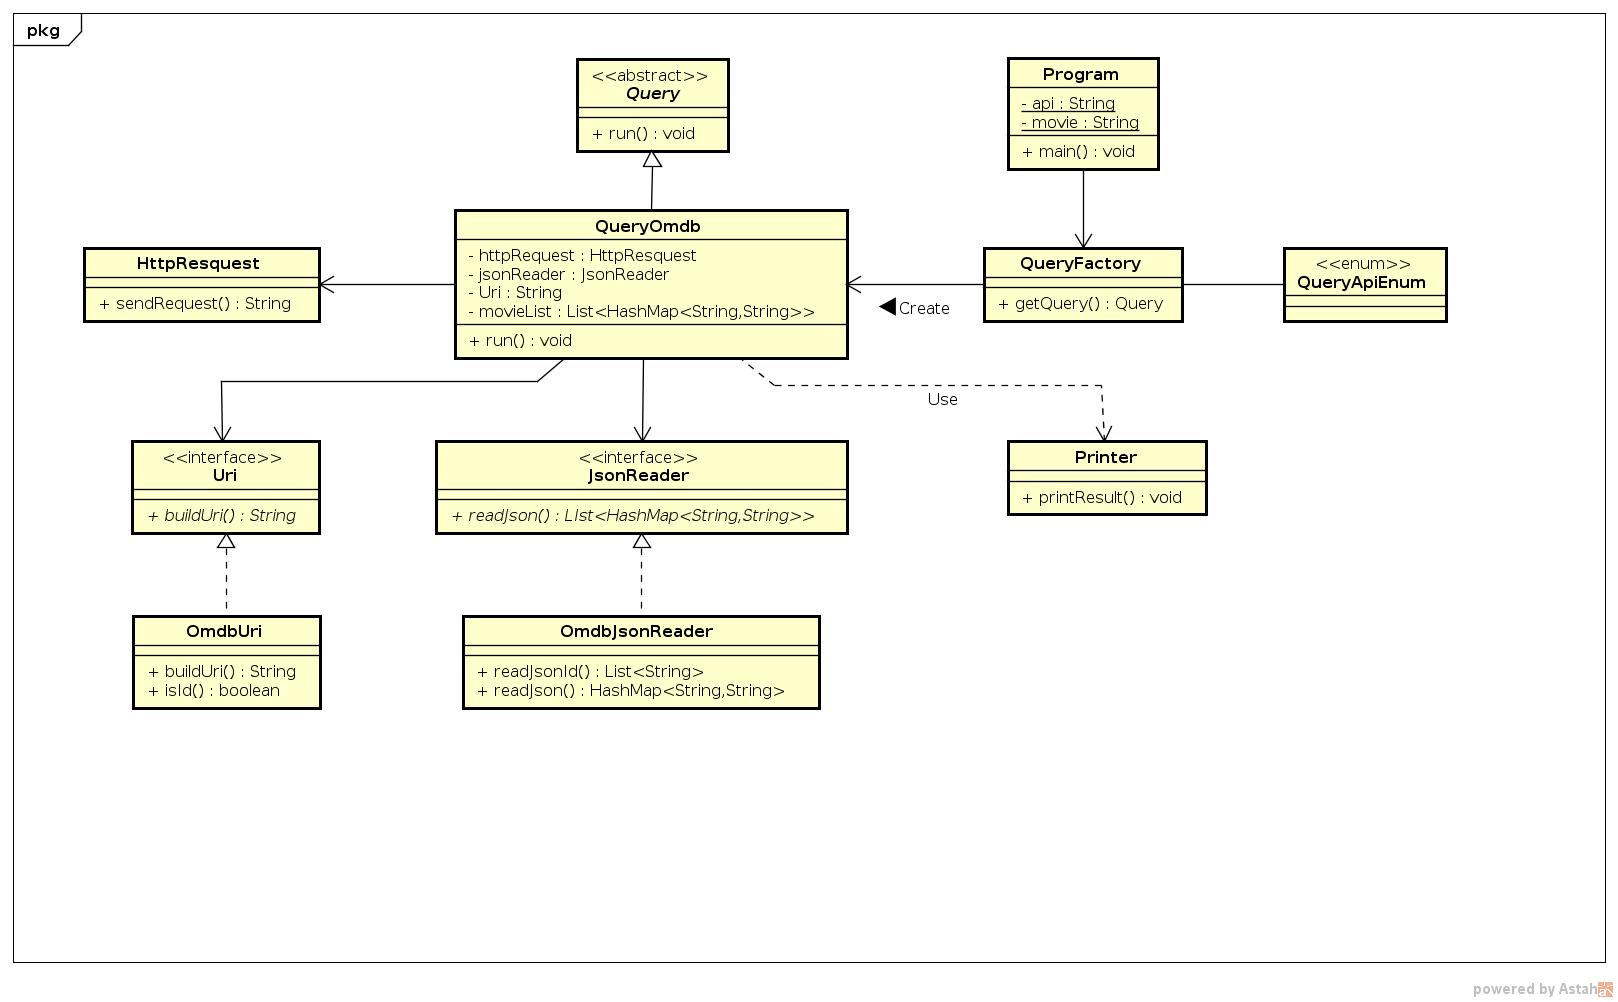 pkg
<<abstract>>
Query
+ run() : void
Program
- api : String
- movie : String
+ main() : void
QueryOmdb
- httpRequest : HttpResquest
- jsonReader : JsonReader
- Uri : String
- movieList : List<HashMap<String,String>>
+ run() : void
HttpResquest
+ sendRequest() : String
QueryFactory
+ getQuery() : Query
<<enum>>
QueryApiEnum
Create
Use
<<interface>>
Uri
+ buildUri() : String
<<interface>>
JsonReader
+ readJson() : LIst<HashMap<String,String>>
Printer
+ printResult() : void
OmdbUri
+ buildUri() : String
+ isId() : boolean
OmdbJsonReader
+ readJsonId() : List<String>
+ readJson() : HashMap<String,String>
powered by Astah